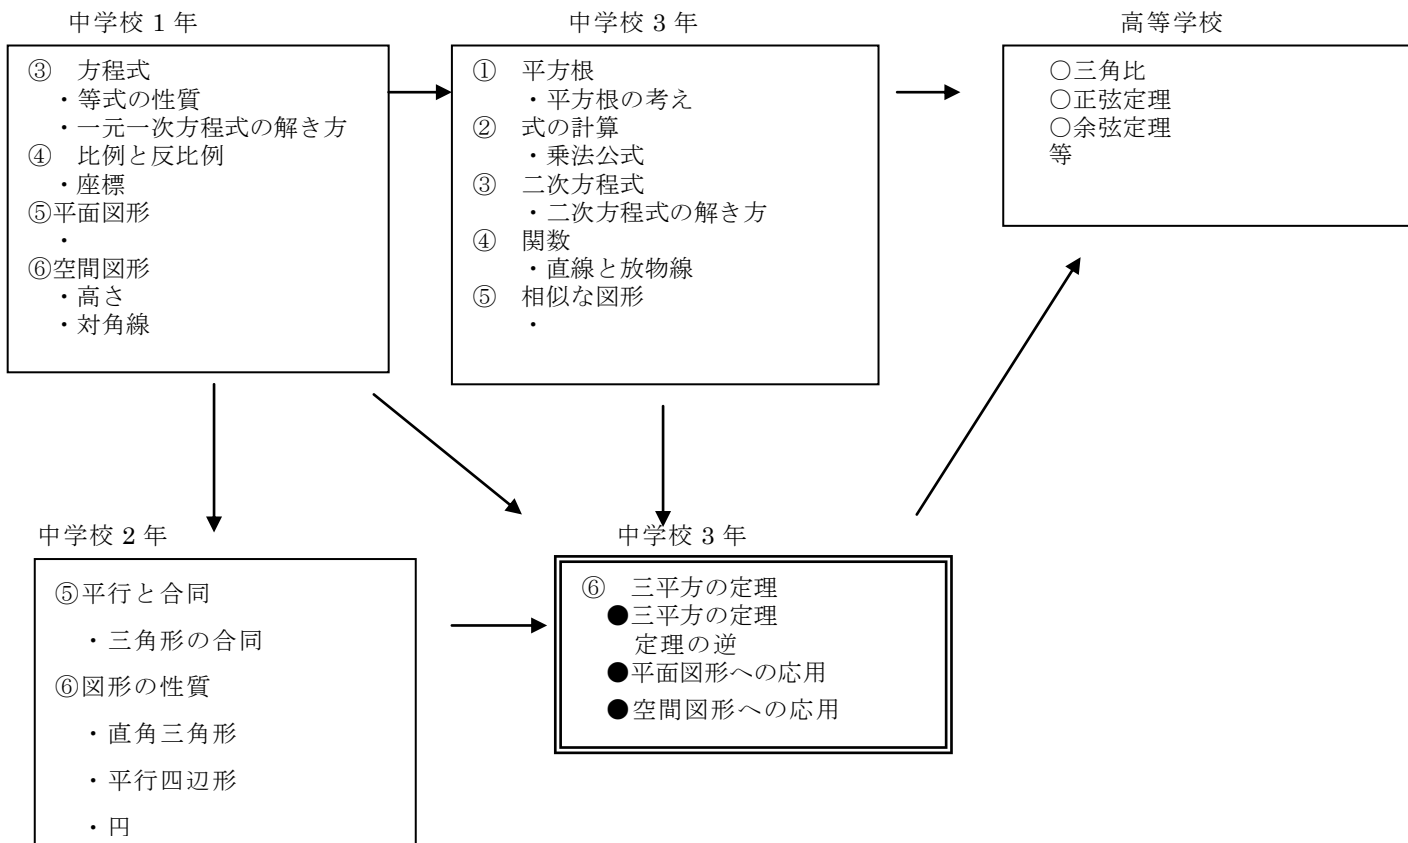 中学校 1 年
③ 方程式
・等式の性質
・一元一次方程式の解き方
④ 比例と反比例
・座標
⑤平面図形
・
⑥空間図形
・高さ
・対角線
中学校 3 年
① 平方根
・平方根の考え
② 式の計算
・乗法公式
③ 二次方程式
・二次方程式の解き方
④ 関数
・直線と放物線
⑤ 相似な図形
・
高等学校
○三角比
○正弦定理
○余弦定理
等
中学校 2 年
⑤平行と合同
・三角形の合同
⑥図形の性質
・直角三角形
・平行四辺形
・円
中学校 3 年
⑥ 三平方の定理
●三平方の定理
定理の逆
●平面図形への応用
●空間図形への応用